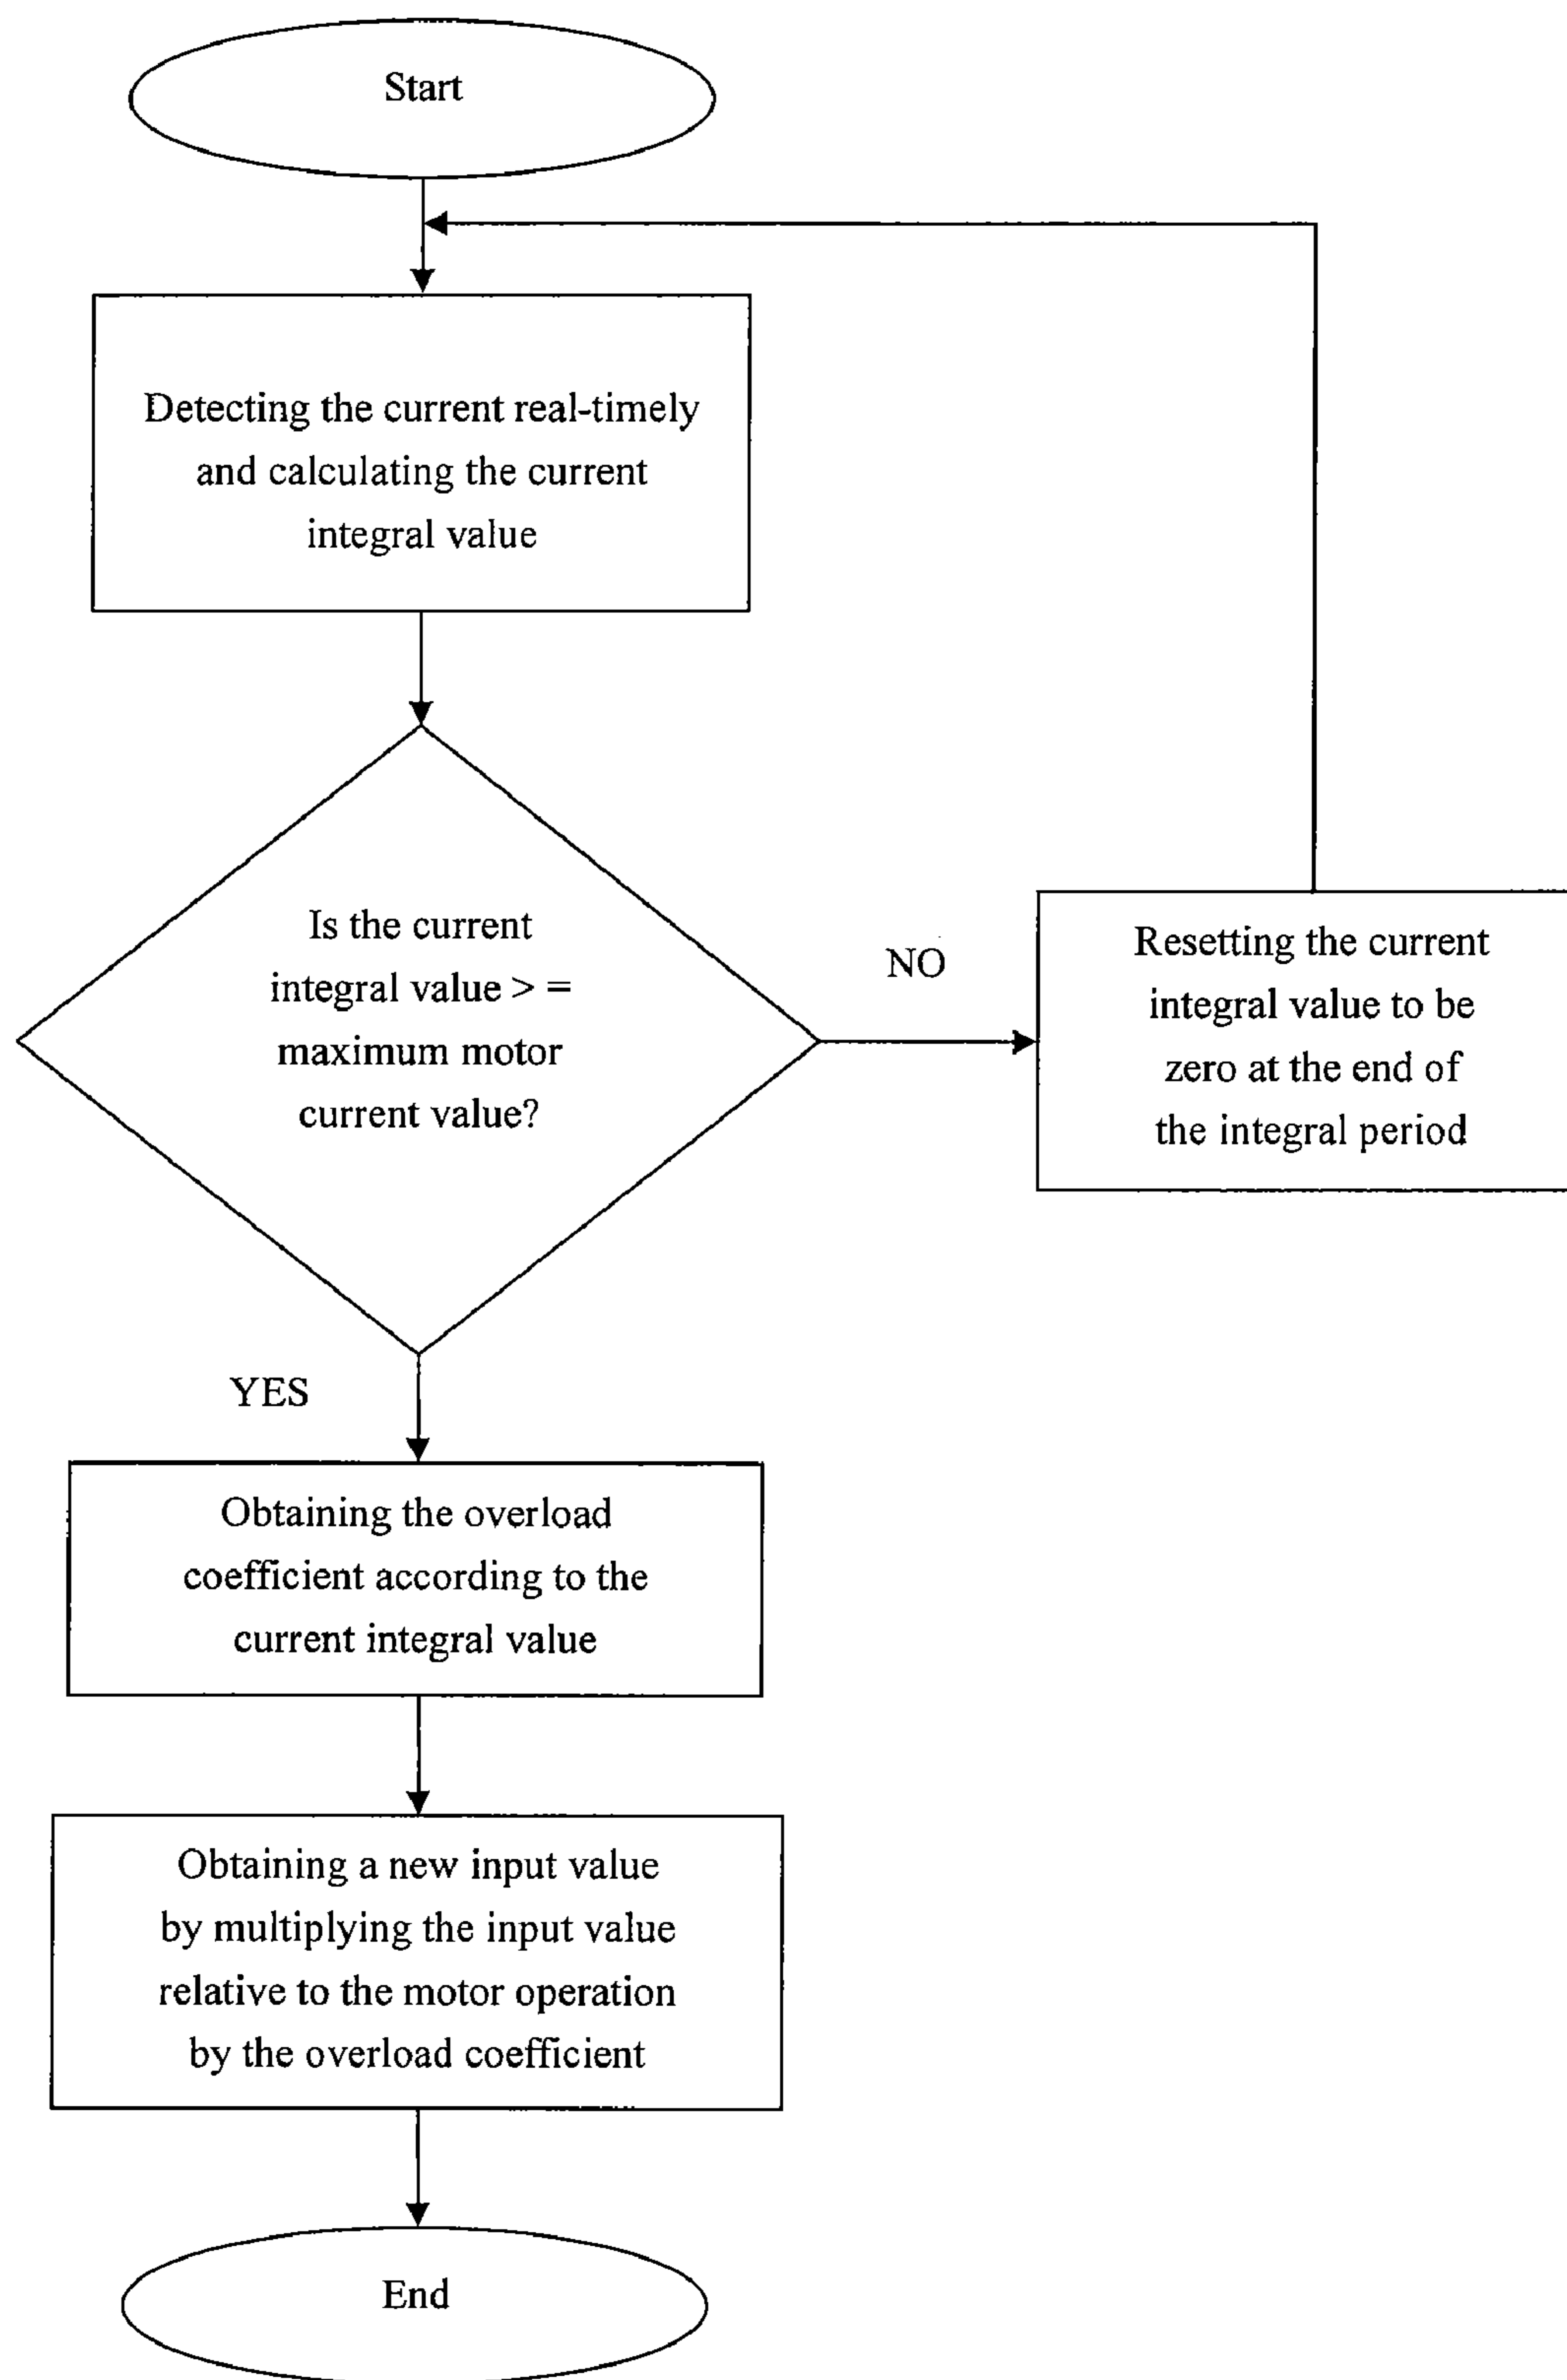 Start
Detecting the current real-timely
and calculating the current
integral value
Is the current
integral value > =
maximum motor
current value?
NO
Resetting the current
integral value to be
zero at the end of
the integral period
YES
Obtaining the overload
coefficient according to the
current integral value
Obtaining a new input value
by multiplying the input value
relative to the motor operation
by the overload coefficient
End